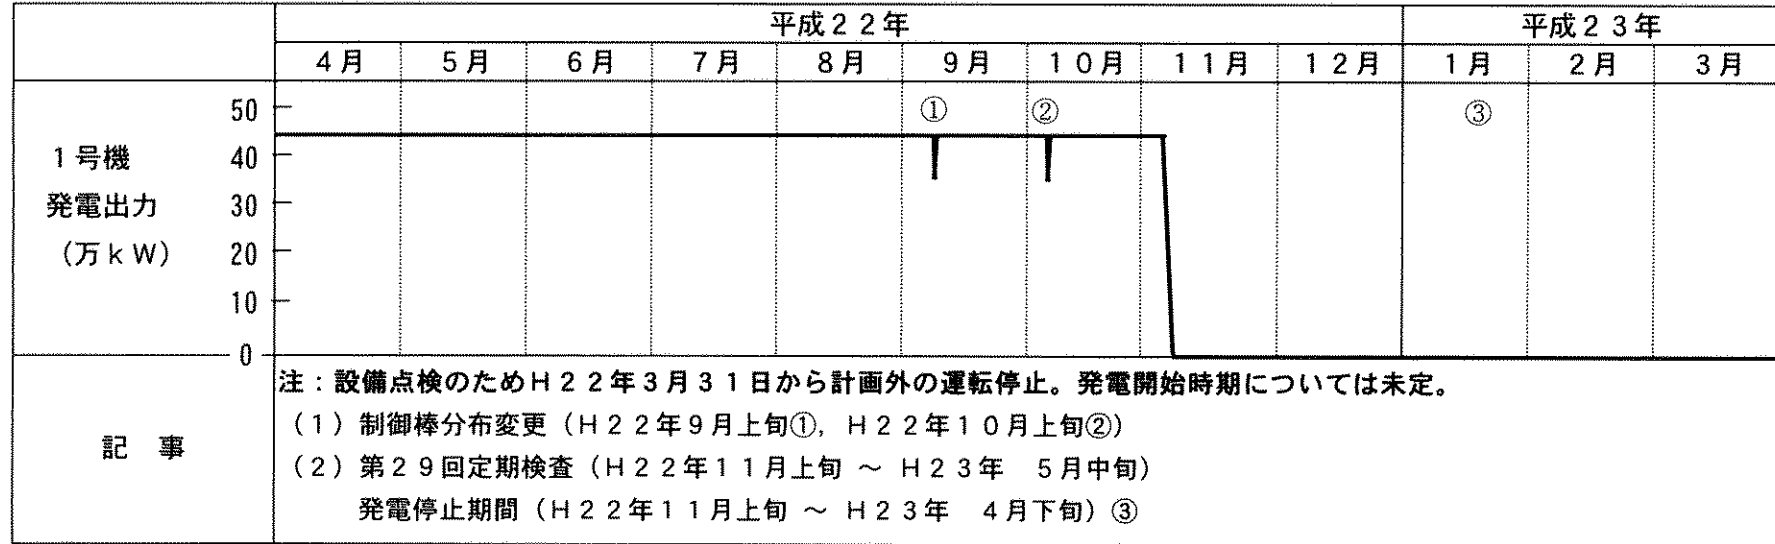 平成２２年 平成２３年
４月 ５月 ６月 ７月 ８月 ９月 １０月 １１月 １２月 １月 ２月 ３月
① ② ③
１号機
発電出力
（万ｋＷ）
50
40
30
20
10
0
注：設備点検のためＨ２２年３月３１日から計画外の運転停止。発電開始時期については未定。
記 事
（１）制御棒分布変更（Ｈ２２年９月上旬①，Ｈ２２年１０月上旬②）
（２）第２９回定期検査（Ｈ２２年１１月上旬 ～ Ｈ２３年　５月中旬）
発電停止期間（Ｈ２２年１１月上旬 ～ Ｈ２３年　４月下旬）③